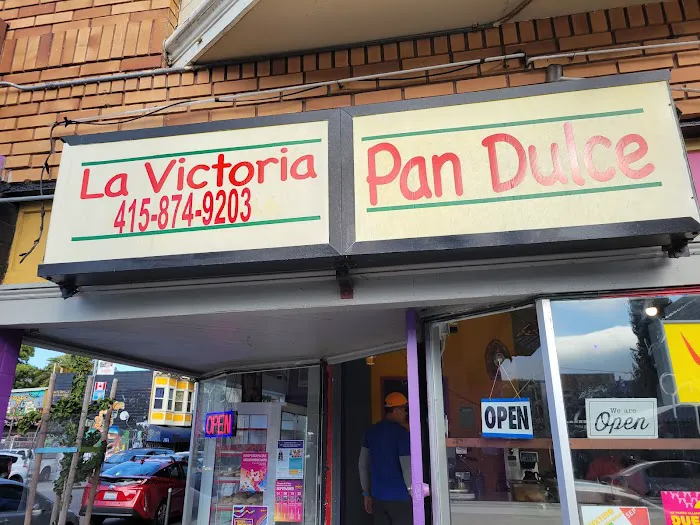 La Victoria
415-874-9203
Pan Dulce
OPEN
OPEN
We are
Open